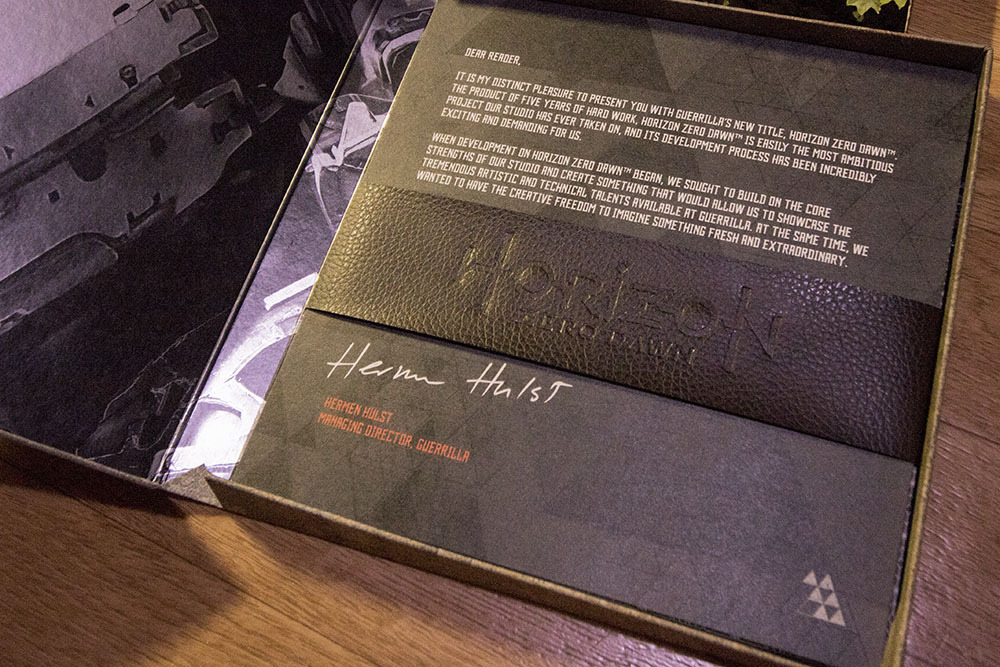 DEAR READER,
IT IS MY DISTINCT PLEASURE TO PRESENT YOU WITH GUERRILLA'S NEW TITLE, HORIZON ZERO DAWN™.
THE PRODUCT OF FIVE YEARS OF HARD WORK, HORIZON ZERO DAWN™ IS EASILY THE MOST AMBITIOUS
PROJECT OUR STUDIO HAS EVER TAKEN ON, AND ITS DEVELOPMENT PROCESS HAS BEEN INCREDIBLY
EXCITING AND DEMANDING FOR US.
WHEN DEVELOPMENT ON HORIZON ZERO DAWN™ BEGAN, WE SOUGHT TO BUILD ON THE CORE
STRENGTHS OF OUR STUDIO AND CREATE SOMETHING THAT WOULD ALLOW US TO SHOWCASE THE
TREMENDOUS ARTISTIC AND TECHNICAL TALENTS AVAILABLE AT GUERRILLA. AT THE SAME TIME, WE
WANTED TO HAVE THE CREATIVE FREEDOM TO IMAGINE SOMETHING FRESH AND EXTRAORDINARY.
HORIZON
ZERO DAWN
Hermen Hulst
HERMEN HULST
MANAGING DIRECTOR, GUERRILLA